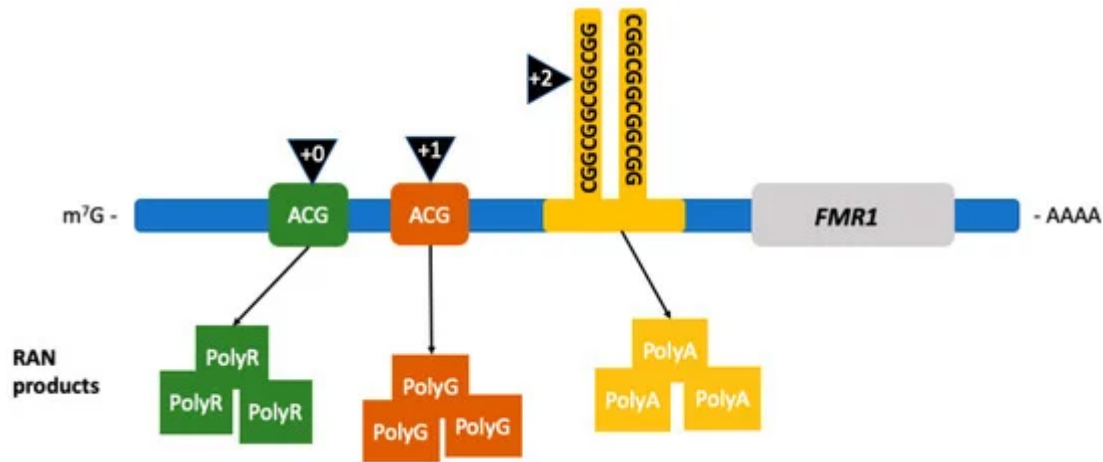 CGGCGGCGGCGG
CGGCGGCGGCGG
+2
+0
+1
m⁷G -
ACG
ACG
FMR1
- AAAA
RAN
products
PolyR
PolyR
PolyR
PolyG
PolyG
PolyG
PolyA
PolyA
PolyA